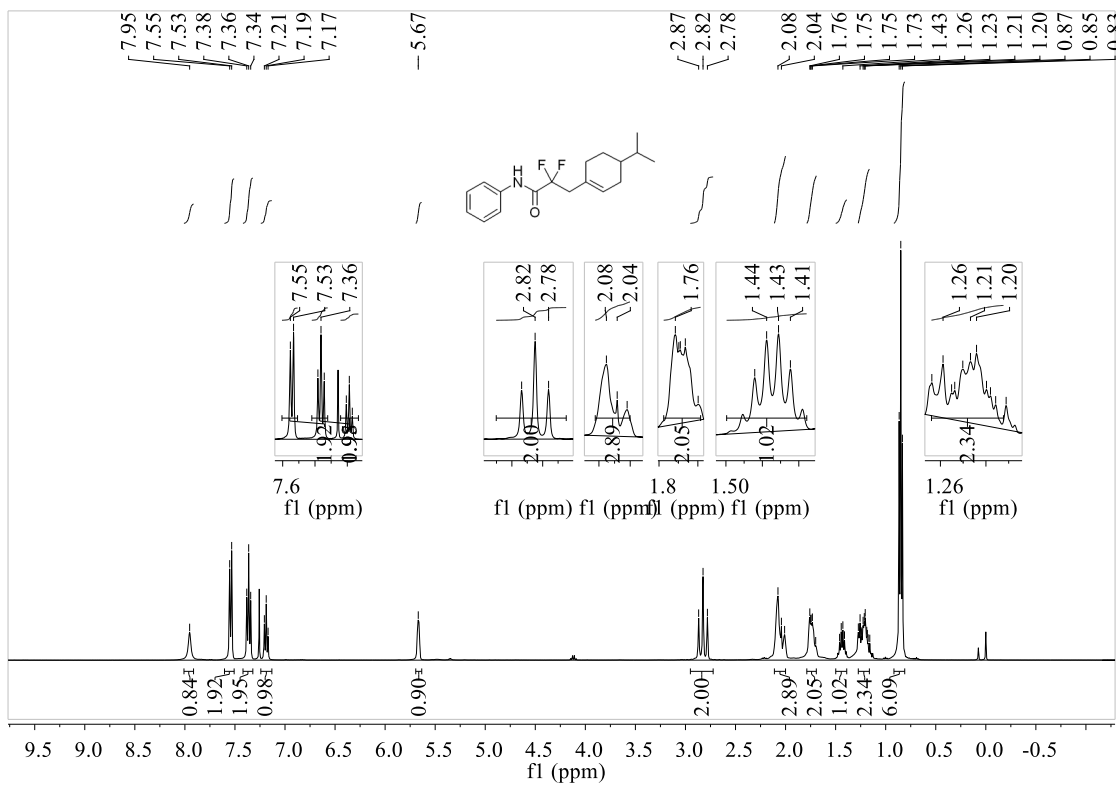 7.95 7.55 7.53 7.38 7.36 7.34 7.21 7.19 7.17 5.67 2.87 2.82 2.78 2.08 2.04 1.76 1.75 1.75 1.73 1.43 1.26 1.23 1.21 1.20 0.87 0.85 0.83
H
N
F F
O
7.55 7.53 7.36 2.82 2.78 2.08 2.04 1.76 1.44 1.43 1.41 1.26 1.21 1.20
1.92 0.98 2.00 2.89 2.05 1.02 2.34
7.6 1.8 1.50 1.26
f1 (ppm) f1 (ppm) f1 (ppm) f1 (ppm) f1 (ppm) f1 (ppm)
0.84 1.92 1.95 0.98 0.90 2.00 2.89 2.05 1.02 2.34 6.09
9.5 9.0 8.5 8.0 7.5 7.0 6.5 6.0 5.5 5.0 4.5 4.0 3.5 3.0 2.5 2.0 1.5 1.0 0.5 0.0 -0.5
f1 (ppm)